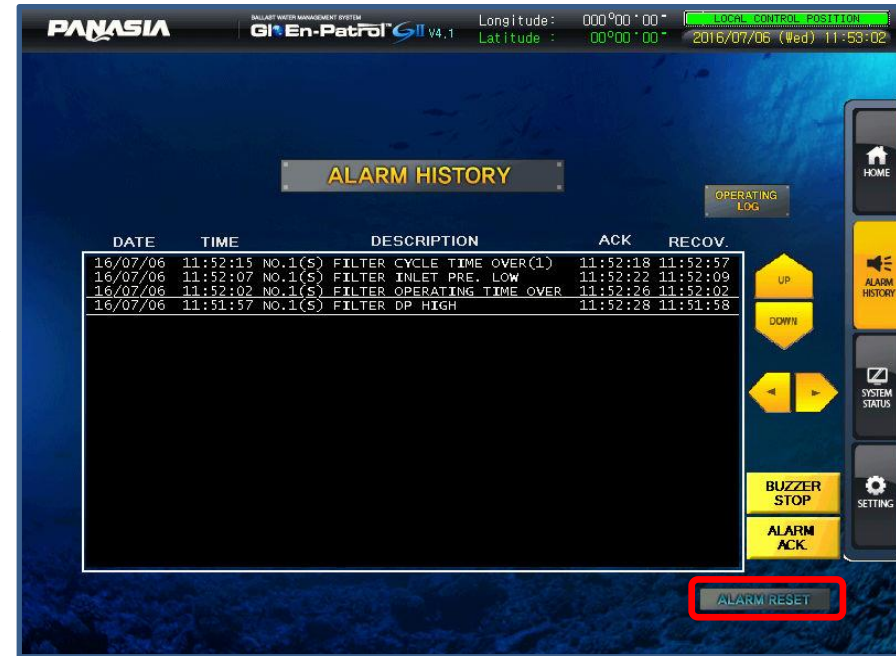 PANASIA
BALLAST WATER MANAGEMENT SYSTEM
GloEn-Patrol GII V4.1
Longitude: 000°00'00"
Latitude : 00°00'00"
LOCAL CONTROL POSITION
2016/07/06 (Wed) 11:53:02
ALARM HISTORY
OPERATING
LOG
DATE TIME DESCRIPTION ACK RECOV.
16/07/06 11:52:15 NO.1(S) FILTER CYCLE TIME OVER(1) 11:52:18 11:52:57
16/07/06 11:52:07 NO.1(S) FILTER INLET PRE. LOW 11:52:22 11:52:09
16/07/06 11:52:02 NO.1(S) FILTER OPERATING TIME OVER 11:52:26 11:52:02
16/07/06 11:51:57 NO.1(S) FILTER DP HIGH 11:52:28 11:51:58
UP
DOWN
BUZZER
STOP
ALARM
ACK.
ALARM RESET
HOME
ALARM
HISTORY
SYSTEM
STATUS
SETTING